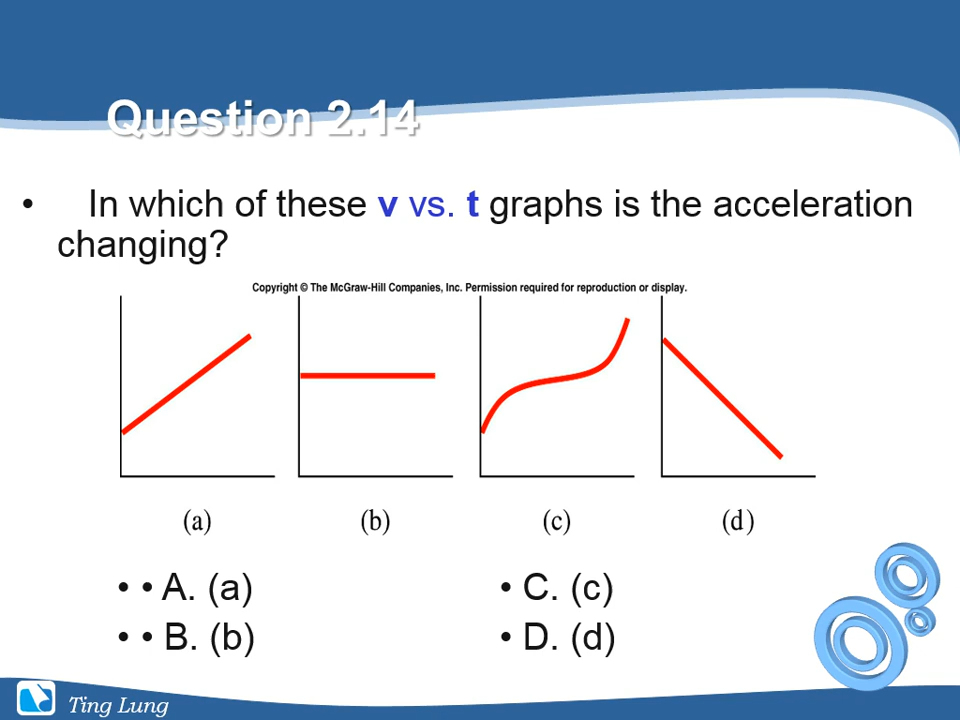 Question 2.14
• In which of these v vs. t graphs is the acceleration
changing?
Copyright © The McGraw-Hill Companies, Inc. Permission required for reproduction or display.
(a) (b) (c) (d)
• • A. (a) • C. (c)
• • B. (b) • D. (d)
Ting Lung